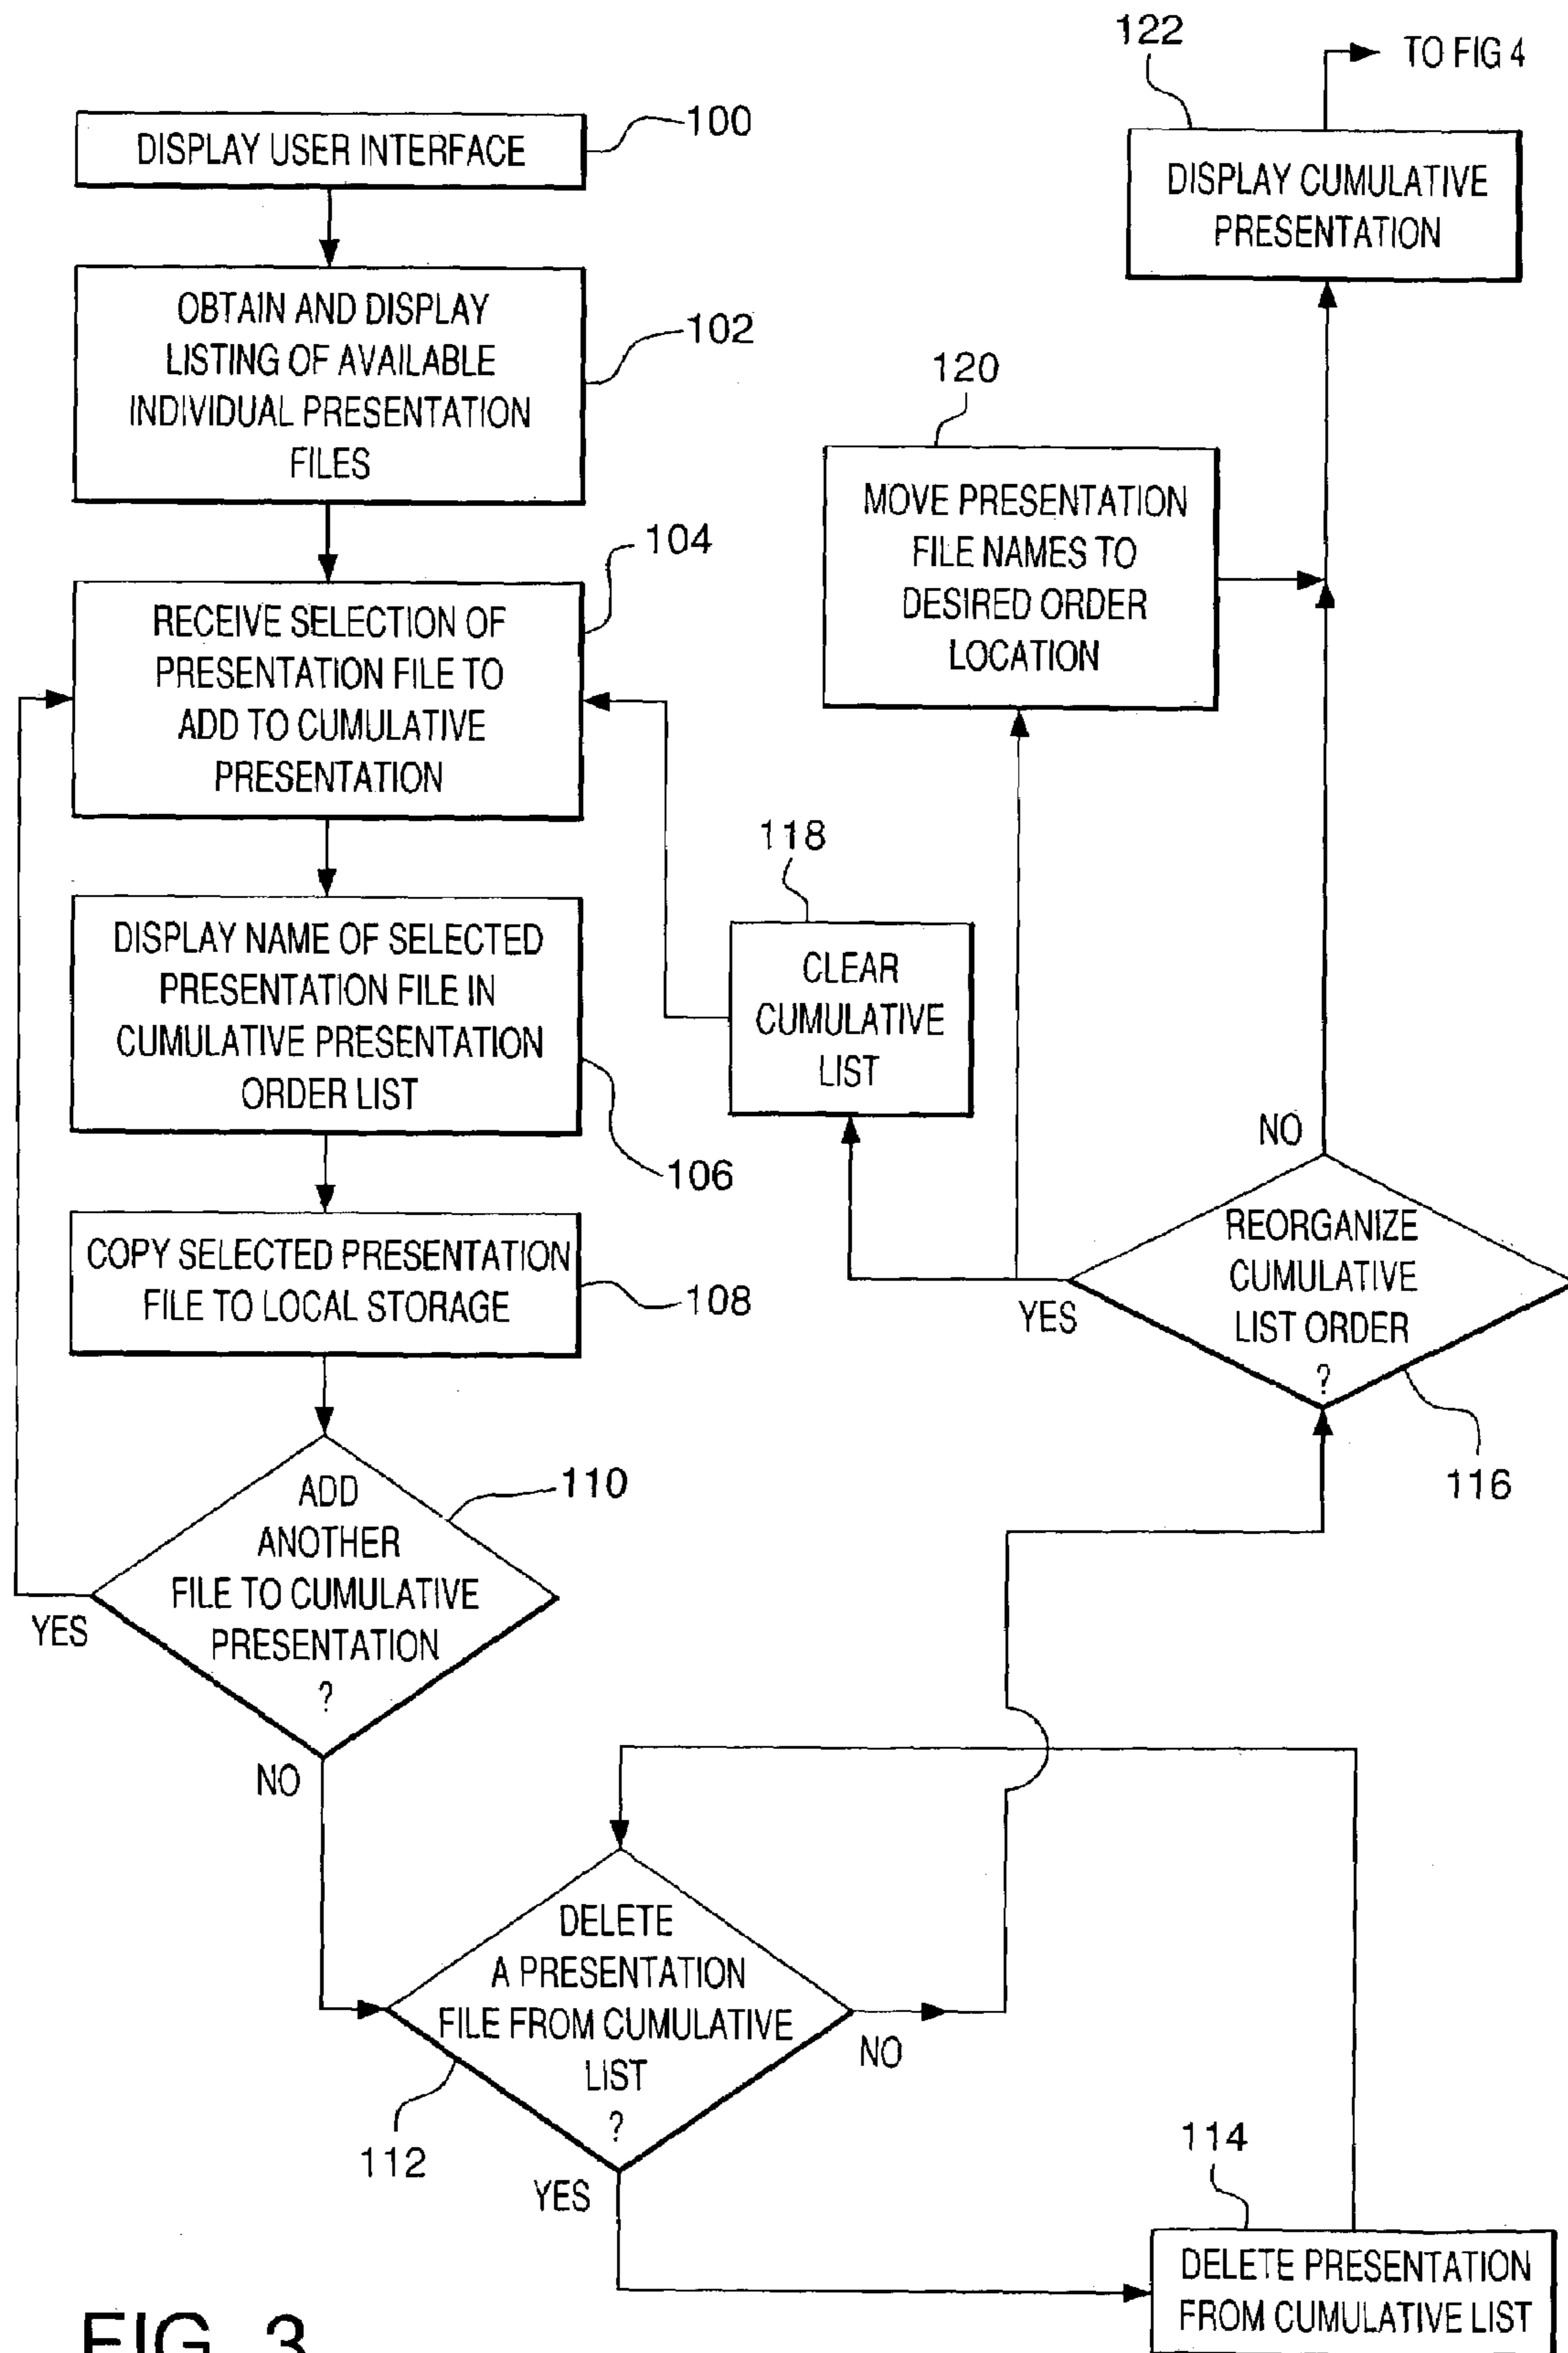 DISPLAY USER INTERFACE
100
OBTAIN AND DISPLAY
LISTING OF AVAILABLE
INDIVIDUAL PRESENTATION
FILES
102
RECEIVE SELECTION OF
PRESENTATION FILE TO
ADD TO CUMULATIVE
PRESENTATION
104
DISPLAY NAME OF SELECTED
PRESENTATION FILE IN
CUMULATIVE PRESENTATION
ORDER LIST
106
COPY SELECTED PRESENTATION
FILE TO LOCAL STORAGE
108
ADD
ANOTHER
FILE TO CUMULATIVE
PRESENTATION
?
110
YES
NO
DELETE
A PRESENTATION
FILE FROM CUMULATIVE
LIST
?
112
NO
YES
114
DELETE PRESENTATION
FROM CUMULATIVE LIST
REORGANIZE
CUMULATIVE
LIST ORDER
?
116
YES
NO
118
CLEAR
CUMULATIVE
LIST
120
MOVE PRESENTATION
FILE NAMES TO
DESIRED ORDER
LOCATION
122
DISPLAY CUMULATIVE
PRESENTATION
TO FIG 4
FIG. 3